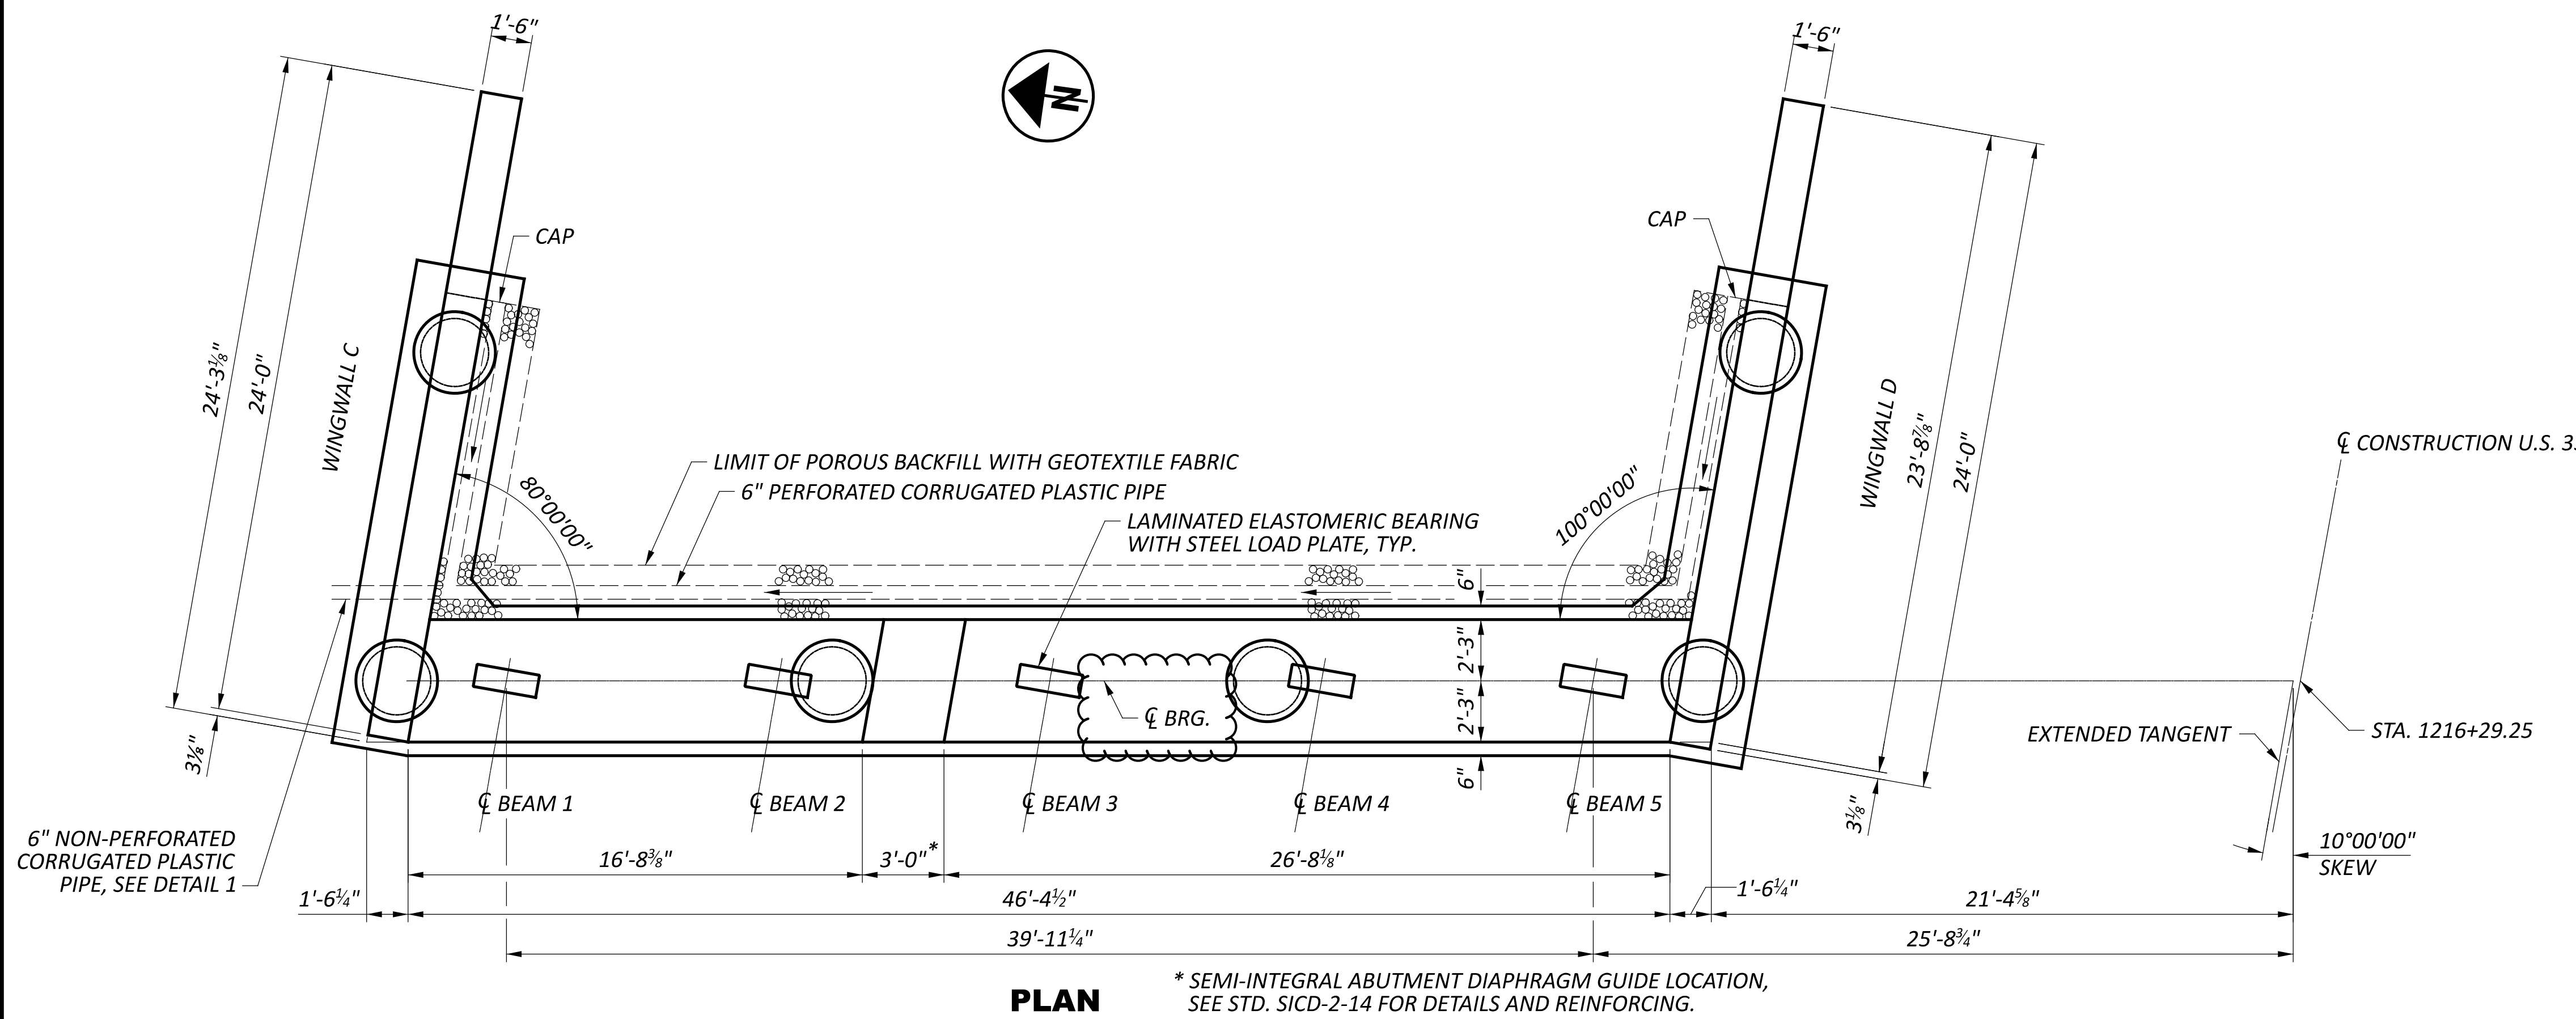 1'-6"
1'-6"
N
CAP
CAP
24'-3⅛"
24'-0"
WINGWALL C
WINGWALL D
23'-8⅞"
24'-0"
℄ CONSTRUCTION U.S. 3
LIMIT OF POROUS BACKFILL WITH GEOTEXTILE FABRIC
6" PERFORATED CORRUGATED PLASTIC PIPE
LAMINATED ELASTOMERIC BEARING
WITH STEEL LOAD PLATE, TYP.
80°00'00"
100°00'00"
6"
2'-3"
2'-3"
6"
℄ BRG.
3⅛"
3⅛"
EXTENDED TANGENT
STA. 1216+29.25
℄ BEAM 1
℄ BEAM 2
℄ BEAM 3
℄ BEAM 4
℄ BEAM 5
6" NON-PERFORATED
CORRUGATED PLASTIC
PIPE, SEE DETAIL 1
10°00'00"
SKEW
16'-8⅜"
3'-0"*
26'-8⅛"
1'-6¼"
46'-4½"
1'-6¼"
21'-4⅝"
39'-11¼"
25'-8¾"
PLAN
* SEMI-INTEGRAL ABUTMENT DIAPHRAGM GUIDE LOCATION,
SEE STD. SICD-2-14 FOR DETAILS AND REINFORCING.